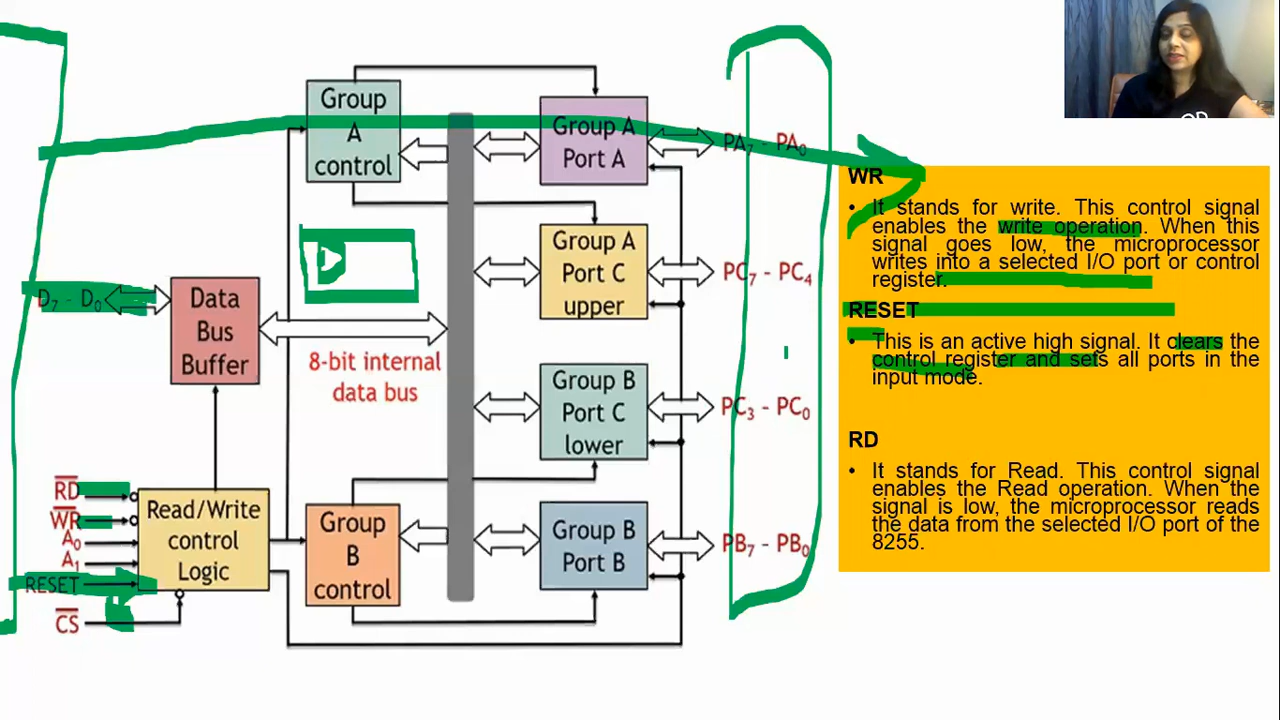 Group
A
control
Group A
Port A
PA7 - PA0
Group A
Port C
upper
PC7 - PC4
D7 - D0
Data
Bus
Buffer
8-bit internal
data bus
Group B
Port C
lower
PC3 - PC0
RD
WR
A0
A1
RESET
CS
Read/Write
control
Logic
Group
B
control
Group B
Port B
PB7 - PB0
WR
• It stands for write. This control signal
enables the write operation. When this
signal goes low, the microprocessor
writes into a selected I/O port or control
register.
RESET
• This is an active high signal. It clears the
control register and sets all ports in the
input mode.
RD
• It stands for Read. This control signal
enables the Read operation. When the
signal is low, the microprocessor reads
the data from the selected I/O port of the
8255.